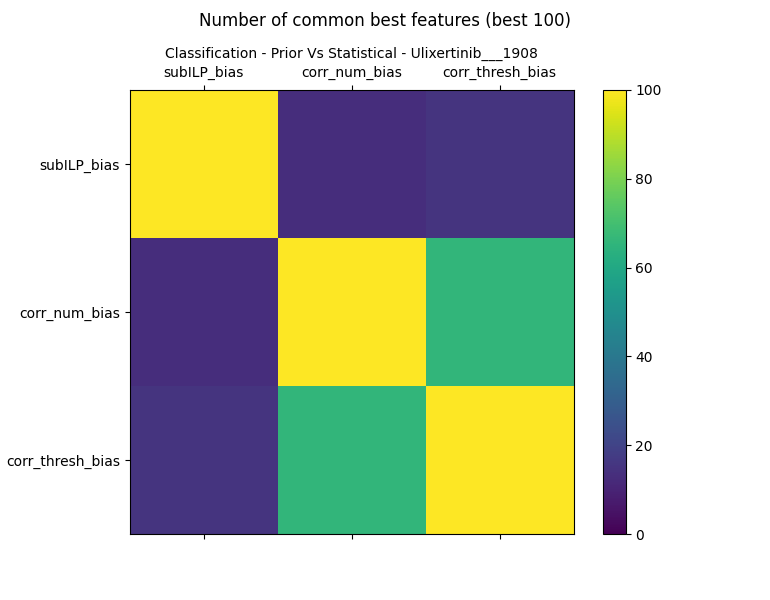 Number of common best features (best 100)
Classification - Prior Vs Statistical - Ulixertinib___1908
subILP_bias corr_num_bias corr_thresh_bias
subILP_bias
corr_num_bias
corr_thresh_bias
100
80
60
40
20
0